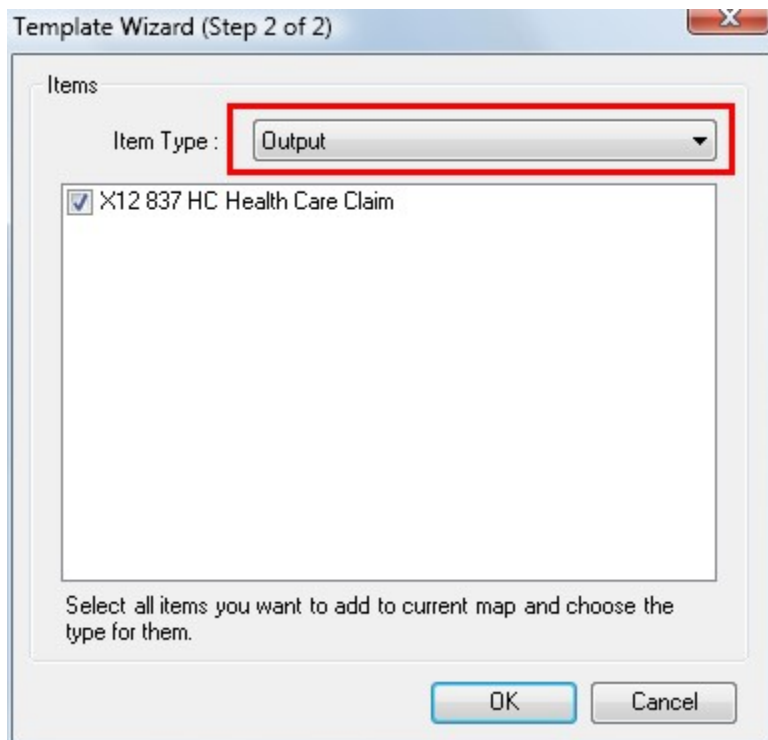 Template Wizard (Step 2 of 2)
Items
Item Type : Output
X12 837 HC Health Care Claim
Select all items you want to add to current map and choose the
type for them.
OK Cancel